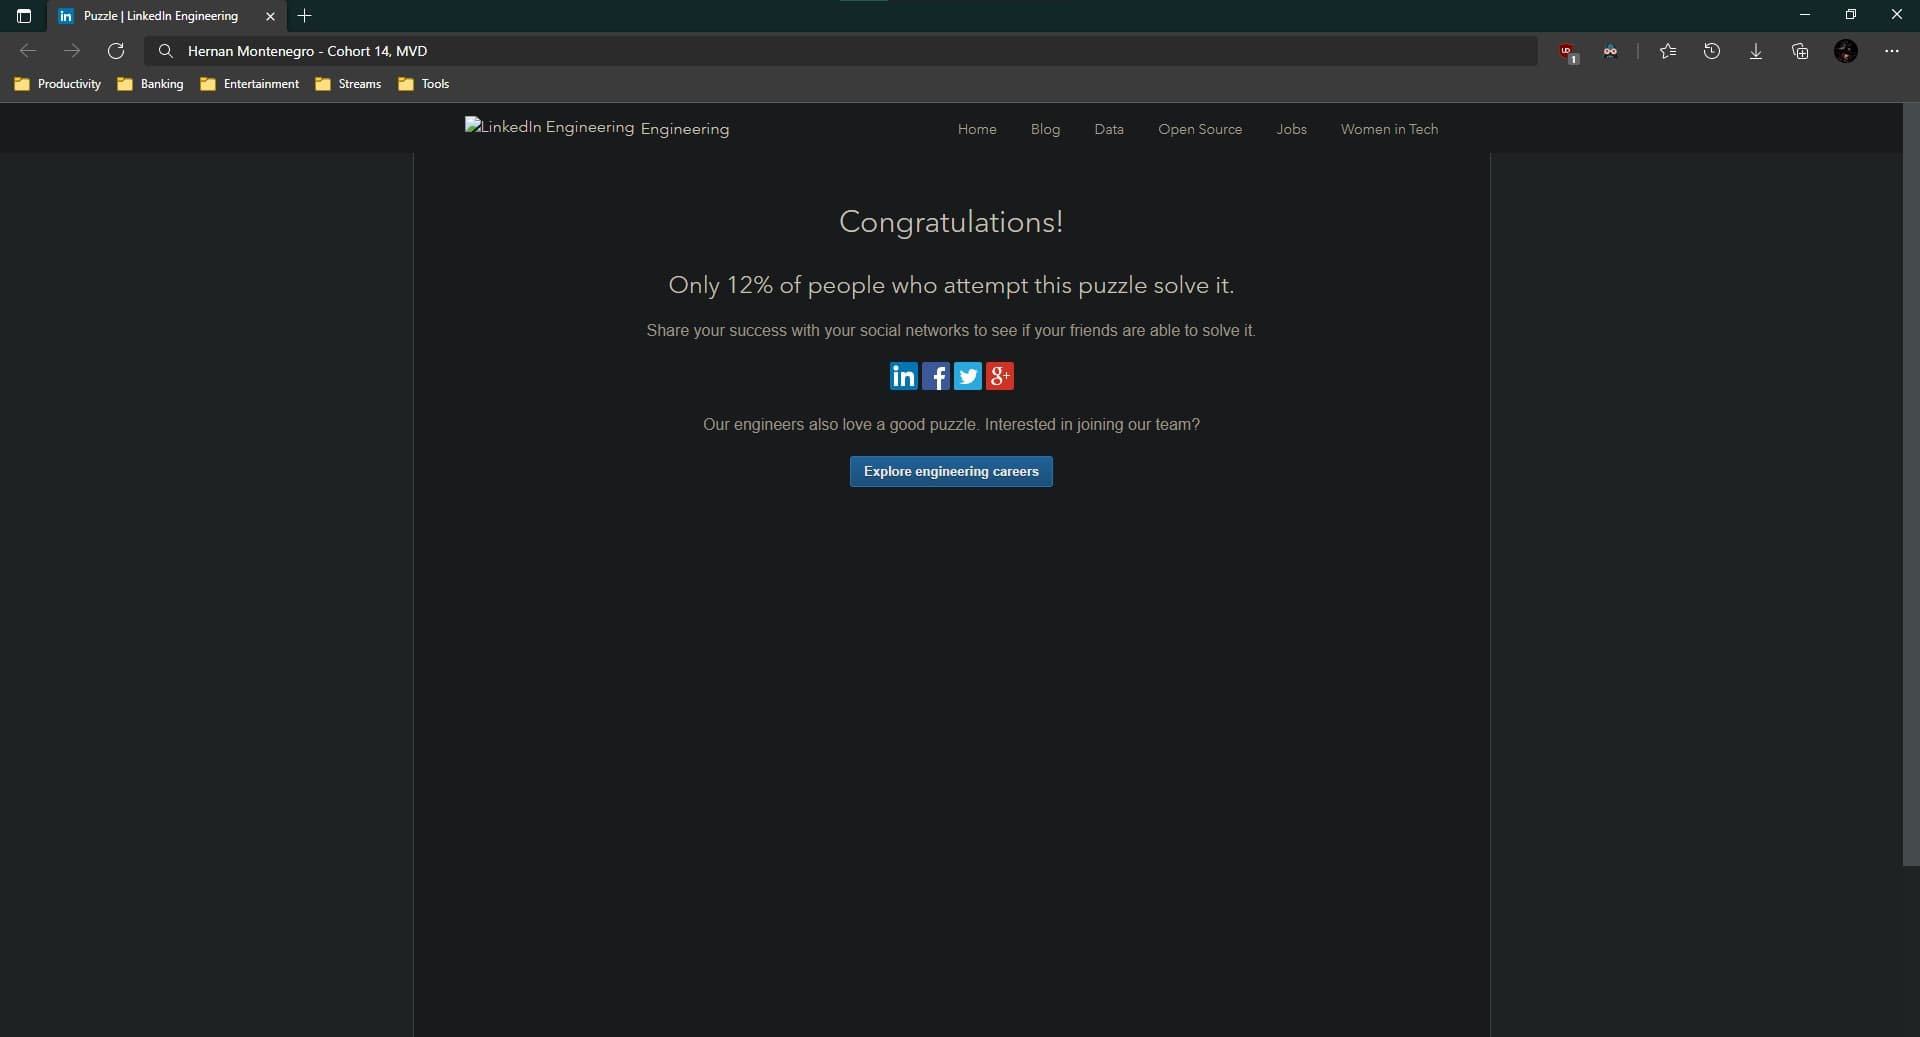 Puzzle | LinkedIn Engineering
Hernan Montenegro - Cohort 14, MVD
1
Productivity Banking Entertainment Streams Tools
LinkedIn Engineering Engineering Home Blog Data Open Source Jobs Women in Tech
Congratulations!
Only 12% of people who attempt this puzzle solve it.
Share your success with your social networks to see if your friends are able to solve it.
in f g+
Our engineers also love a good puzzle. Interested in joining our team?
Explore engineering careers